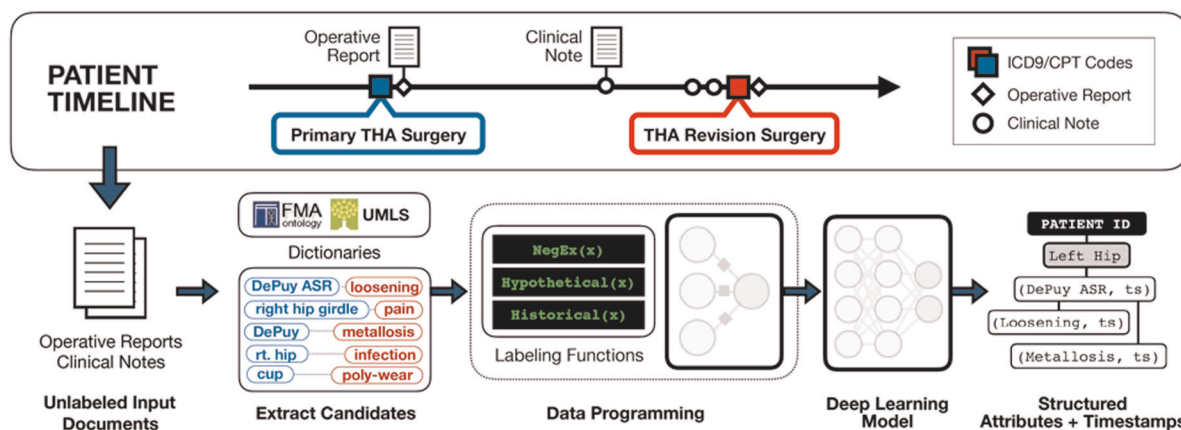 PATIENT
TIMELINE
Operative
Report
Clinical
Note
Primary THA Surgery
THA Revision Surgery
ICD9/CPT Codes
Operative Report
Clinical Note
FMA
ontology
UMLS
Dictionaries
DePuy ASR loosening
right hip girdle pain
DePuy metallosis
rt. hip infection
cup poly-wear
NegEx(x)
Hypothetical(x)
Historical(x)
Labeling Functions
PATIENT ID
Left Hip
(DePuy ASR, ts)
(Loosening, ts)
(Metallosis, ts)
Operative Reports
Clinical Notes
Unlabeled Input
Documents
Extract Candidates
Data Programming
Deep Learning
Model
Structured
Attributes + Timestamps